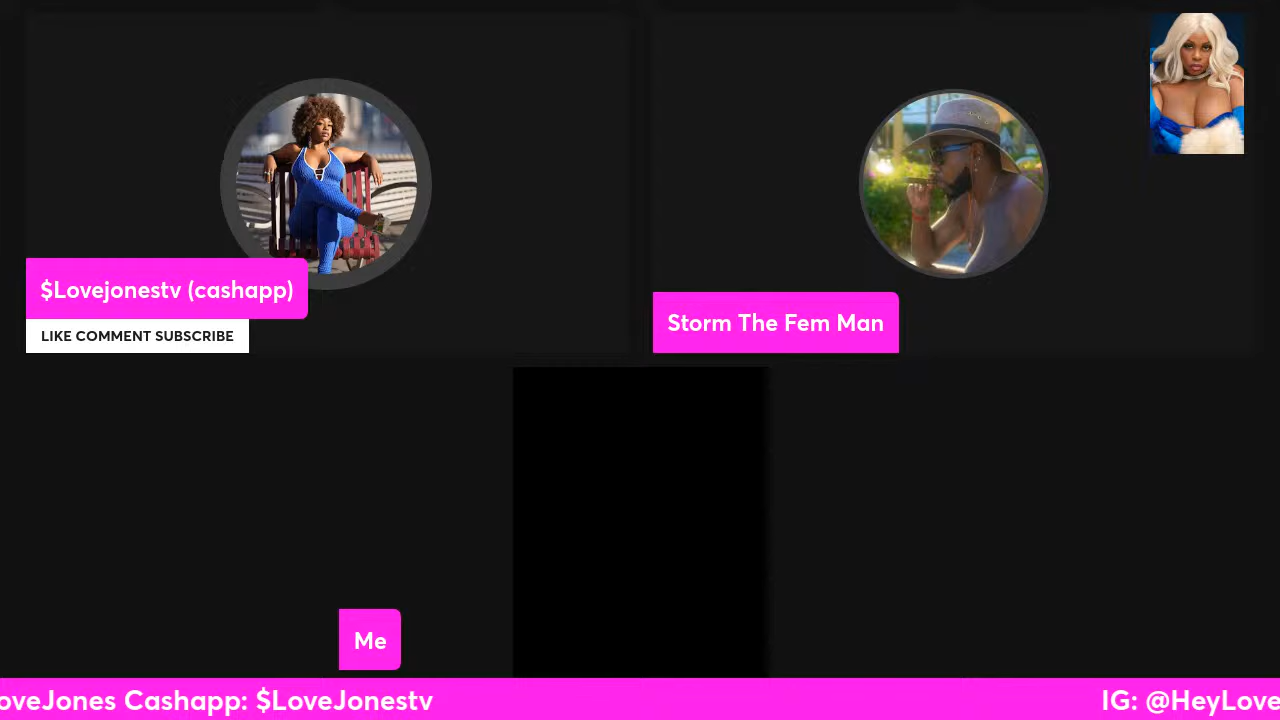 $Lovejonestv (cashapp)
LIKE COMMENT SUBSCRIBE
Storm The Fem Man
Me
oveJones Cashapp: $LoveJonestv
IG: @HeyLove